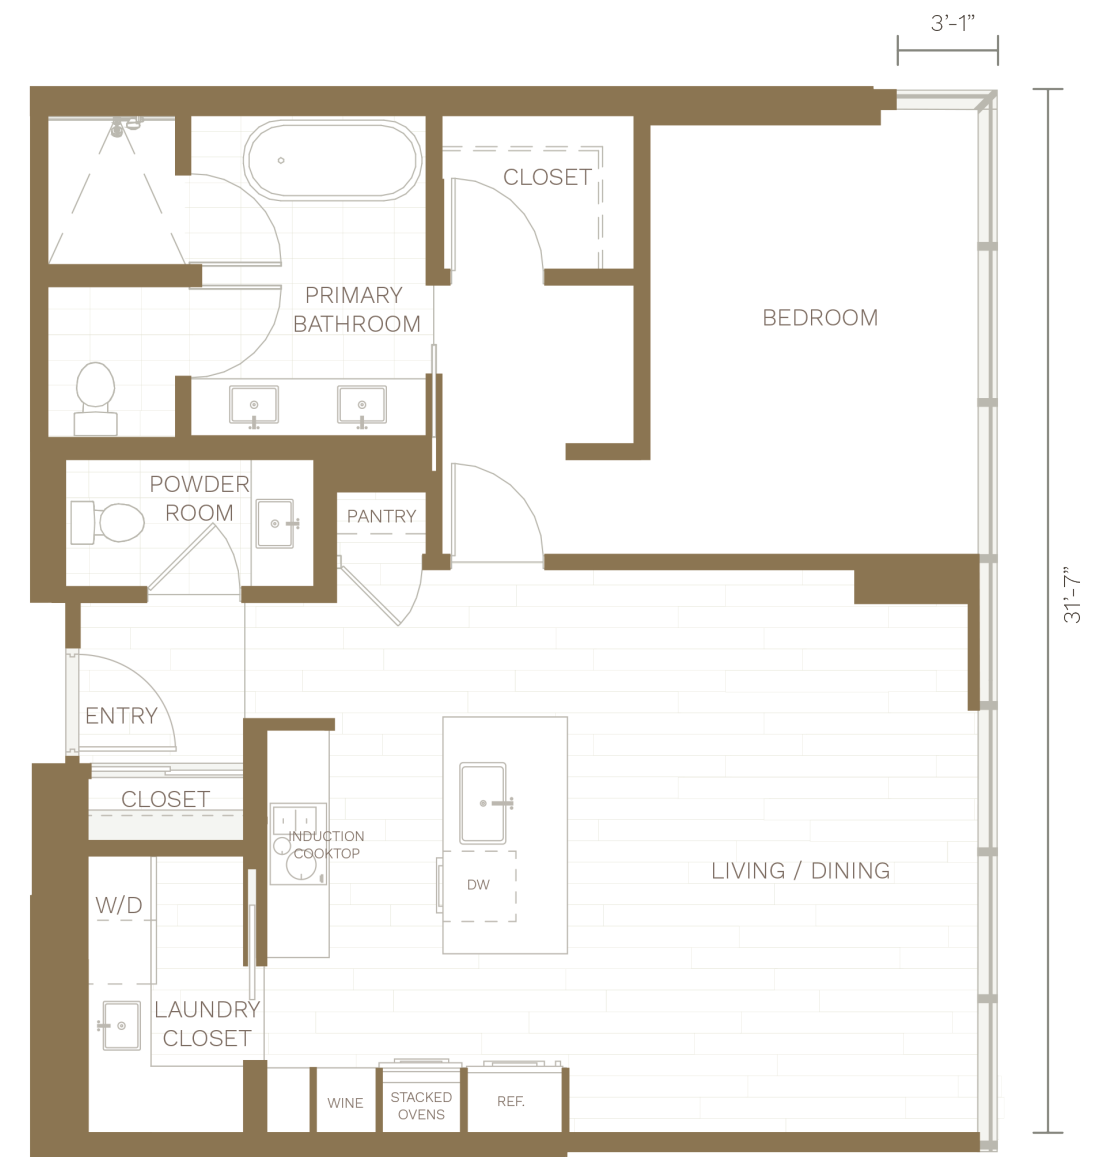 3'-1"
CLOSET
PRIMARY
BATHROOM
BEDROOM
POWDER
ROOM
PANTRY
31'-7"
ENTRY
CLOSET
INDUCTION
COOKTOP
LIVING / DINING
DW
W/D
LAUNDRY
CLOSET
WINE
STACKED
OVENS
REF.